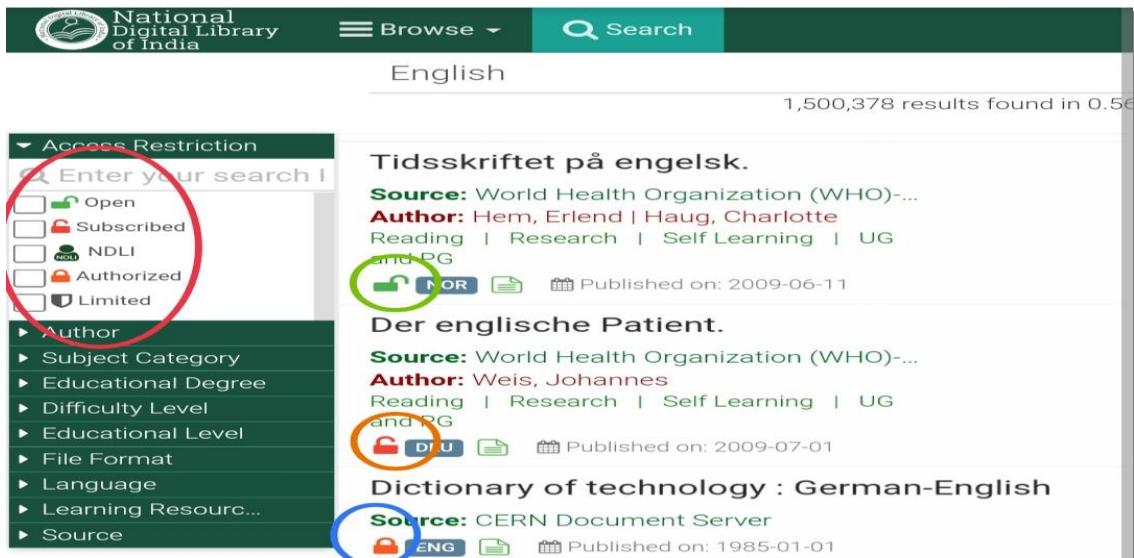 National
Digital Library
of India
Browse
Search
English
1,500,378 results found in 0.56
Access Restriction
Enter your search
Open
Subscribed
NDLI
Authorized
Limited
Author
Subject Category
Educational Degree
Difficulty Level
Educational Level
File Format
Language
Learning Resourc...
Source
Tidsskriftet på engelsk.
Source: World Health Organization (WHO)-...
Author: Hem, Erlend | Haug, Charlotte
Reading | Research | Self Learning | UG
and PG
NOR Published on: 2009-06-11
Der englische Patient.
Source: World Health Organization (WHO)-...
Author: Weis, Johannes
Reading | Research | Self Learning | UG
and PG
DEU Published on: 2009-07-01
Dictionary of technology : German-English
Source: CERN Document Server
ENG Published on: 1985-01-01